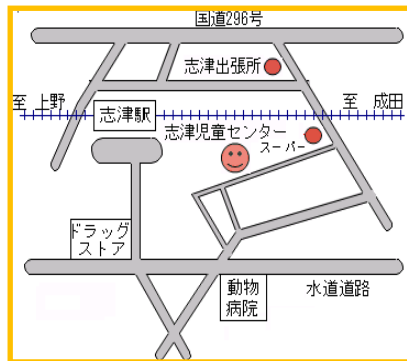 国道296号
志津出張所
至 上野
至 成田
志津駅
志津児童センター
スーパー
ドラッグ
ストア
動物
病院
水道道路